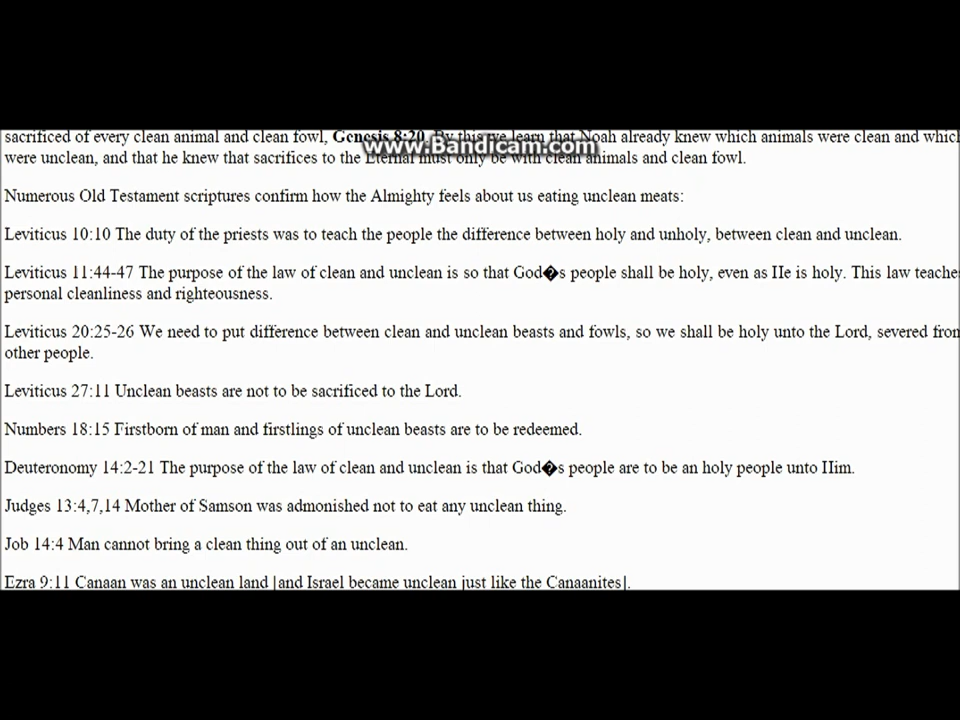 sacrificed of every clean animal and clean fowl, Genesis 8:20. By this we learn that Noah already knew which animals were clean and which
www.Bandicam.com
were unclean, and that he knew that sacrifices to the Eternal must only be with clean animals and clean fowl.
Numerous Old Testament scriptures confirm how the Almighty feels about us eating unclean meats:
Leviticus 10:10 The duty of the priests was to teach the people the difference between holy and unholy, between clean and unclean.
Leviticus 11:44-47 The purpose of the law of clean and unclean is so that God�s people shall be holy, even as He is holy. This law teache
personal cleanliness and righteousness.
Leviticus 20:25-26 We need to put difference between clean and unclean beasts and fowls, so we shall be holy unto the Lord, severed from
other people.
Leviticus 27:11 Unclean beasts are not to be sacrificed to the Lord.
Numbers 18:15 Firstborn of man and firstlings of unclean beasts are to be redeemed.
Deuteronomy 14:2-21 The purpose of the law of clean and unclean is that God�s people are to be an holy people unto Him.
Judges 13:4,7,14 Mother of Samson was admonished not to eat any unclean thing.
Job 14:4 Man cannot bring a clean thing out of an unclean.
Ezra 9:11 Canaan was an unclean land [and Israel became unclean just like the Canaanites].